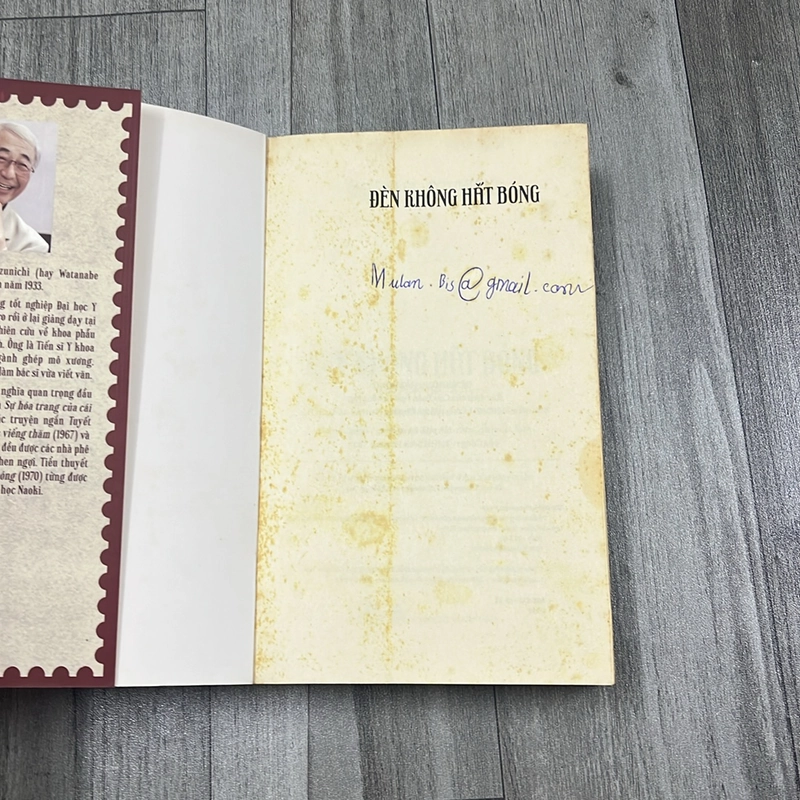 zunichi (hay Watanabe
năm 1933.
tốt nghiệp Đại học Y
ro rồi ở lại giảng dạy tại
hiên cứu về khoa phẫu
Ông là Tiến sĩ Y khoa
gành ghép mô xương.
làm bác sĩ vừa viết văn.
nghĩa quan trọng đầu
Sự hóa trang của cái
truyện ngắn Tuyết
viếng thăm (1967) và
đều được các nhà phê
hen ngợi. Tiểu thuyết
óng (1970) từng được
học Naoki.
ĐÈN KHÔNG HẮT BÓNG
Mulan.Bis@gmail.com